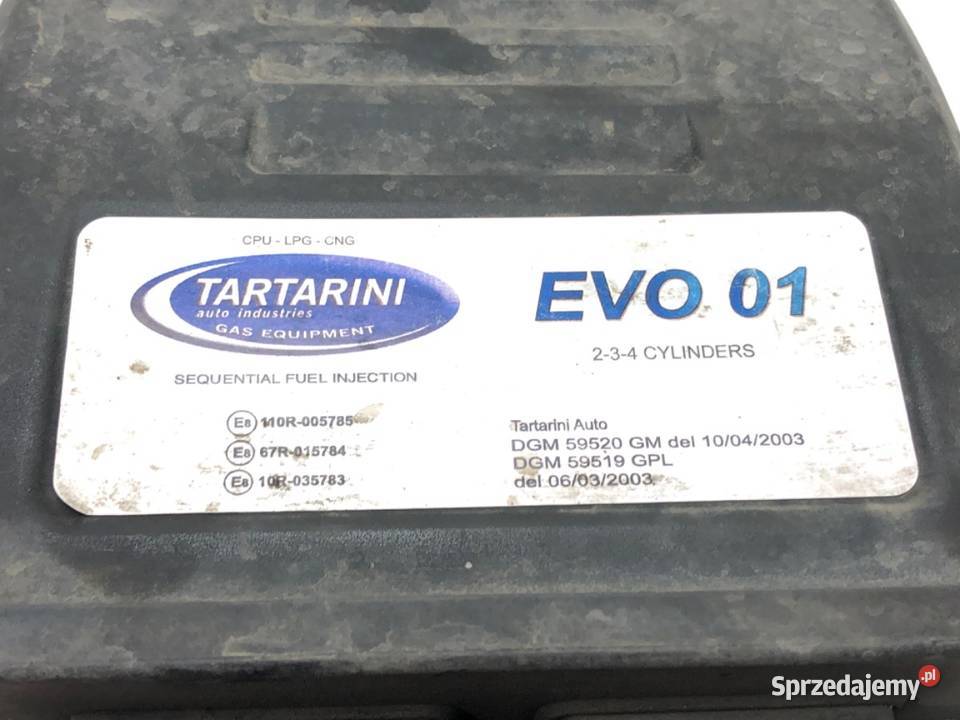 CPU - LPG - CNG
TARTARINI
auto industries
GAS EQUIPMENT
SEQUENTIAL FUEL INJECTION
E8 110R-005785
E8 67R-015784
E8 10R-035783
EVO 01
2-3-4 CYLINDERS
Tartarini Auto
DGM 59520 GM del 10/04/2003
DGM 59519 GPL
del 06/03/2003
Sprzedajemy.pl